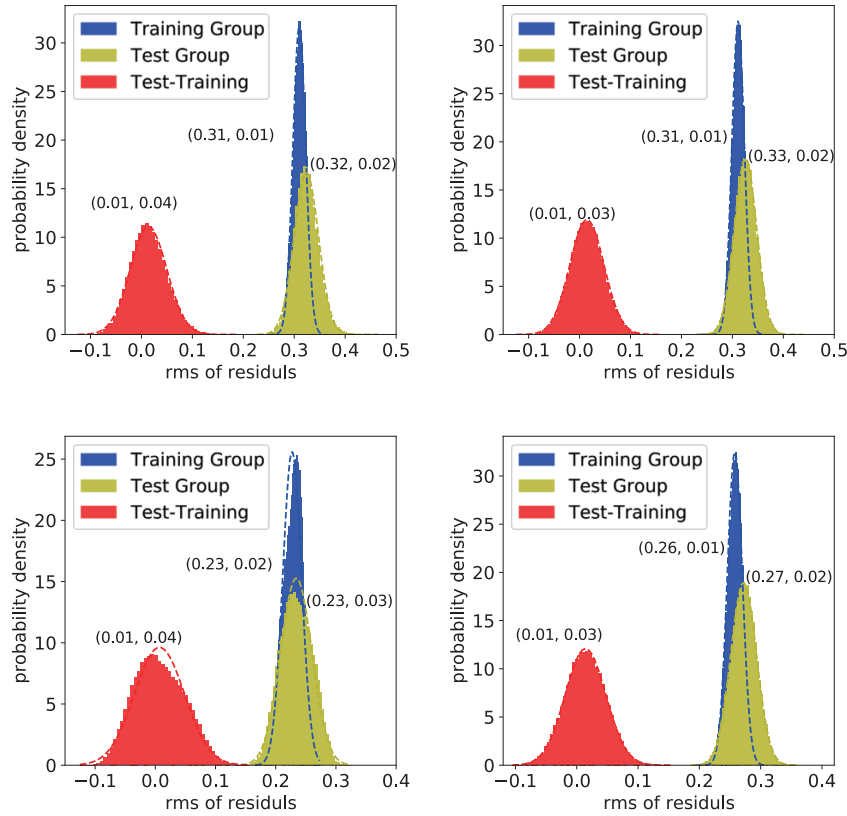 Training Group
Test Group
Test-Training
(0.31, 0.01)
(0.32, 0.02)
(0.01, 0.04)
probability density
30
25
20
15
10
5
0
−0.1 0.0 0.1 0.2 0.3 0.4 0.5
rms of residuls
Training Group
Test Group
Test-Training
(0.31, 0.01)
(0.33, 0.02)
(0.01, 0.03)
probability density
30
25
20
15
10
5
0
−0.1 0.0 0.1 0.2 0.3 0.4 0.5
rms of residuls
Training Group
Test Group
Test-Training
(0.23, 0.02)
(0.23, 0.03)
(0.01, 0.04)
probability density
25
20
15
10
5
0
−0.1 0.0 0.1 0.2 0.3 0.4
rms of residuls
Training Group
Test Group
Test-Training
(0.26, 0.01)
(0.27, 0.02)
(0.01, 0.03)
probability density
30
25
20
15
10
5
0
−0.1 0.0 0.1 0.2 0.3 0.4
rms of residuls